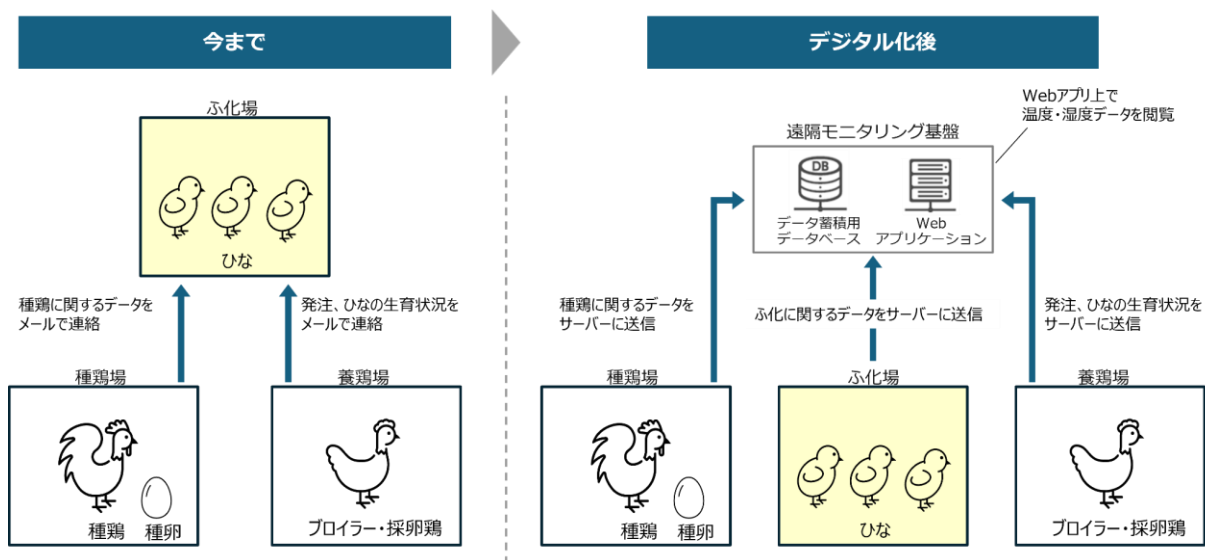 今まで
ふ化場
ひな
種鶏に関するデータを
メールで連絡
発注、ひなの生育状況を
メールで連絡
種鶏場
種鶏 種卵
養鶏場
ブロイラー・採卵鶏
デジタル化後
Webアプリ上で
温度・湿度データを閲覧
遠隔モニタリング基盤
DB
データ蓄積用
データベース
Web
アプリケーション
種鶏に関するデータを
サーバーに送信
ふ化に関するデータをサーバーに送信
発注、ひなの生育状況を
サーバーに送信
種鶏場
種鶏 種卵
ふ化場
ひな
養鶏場
ブロイラー・採卵鶏